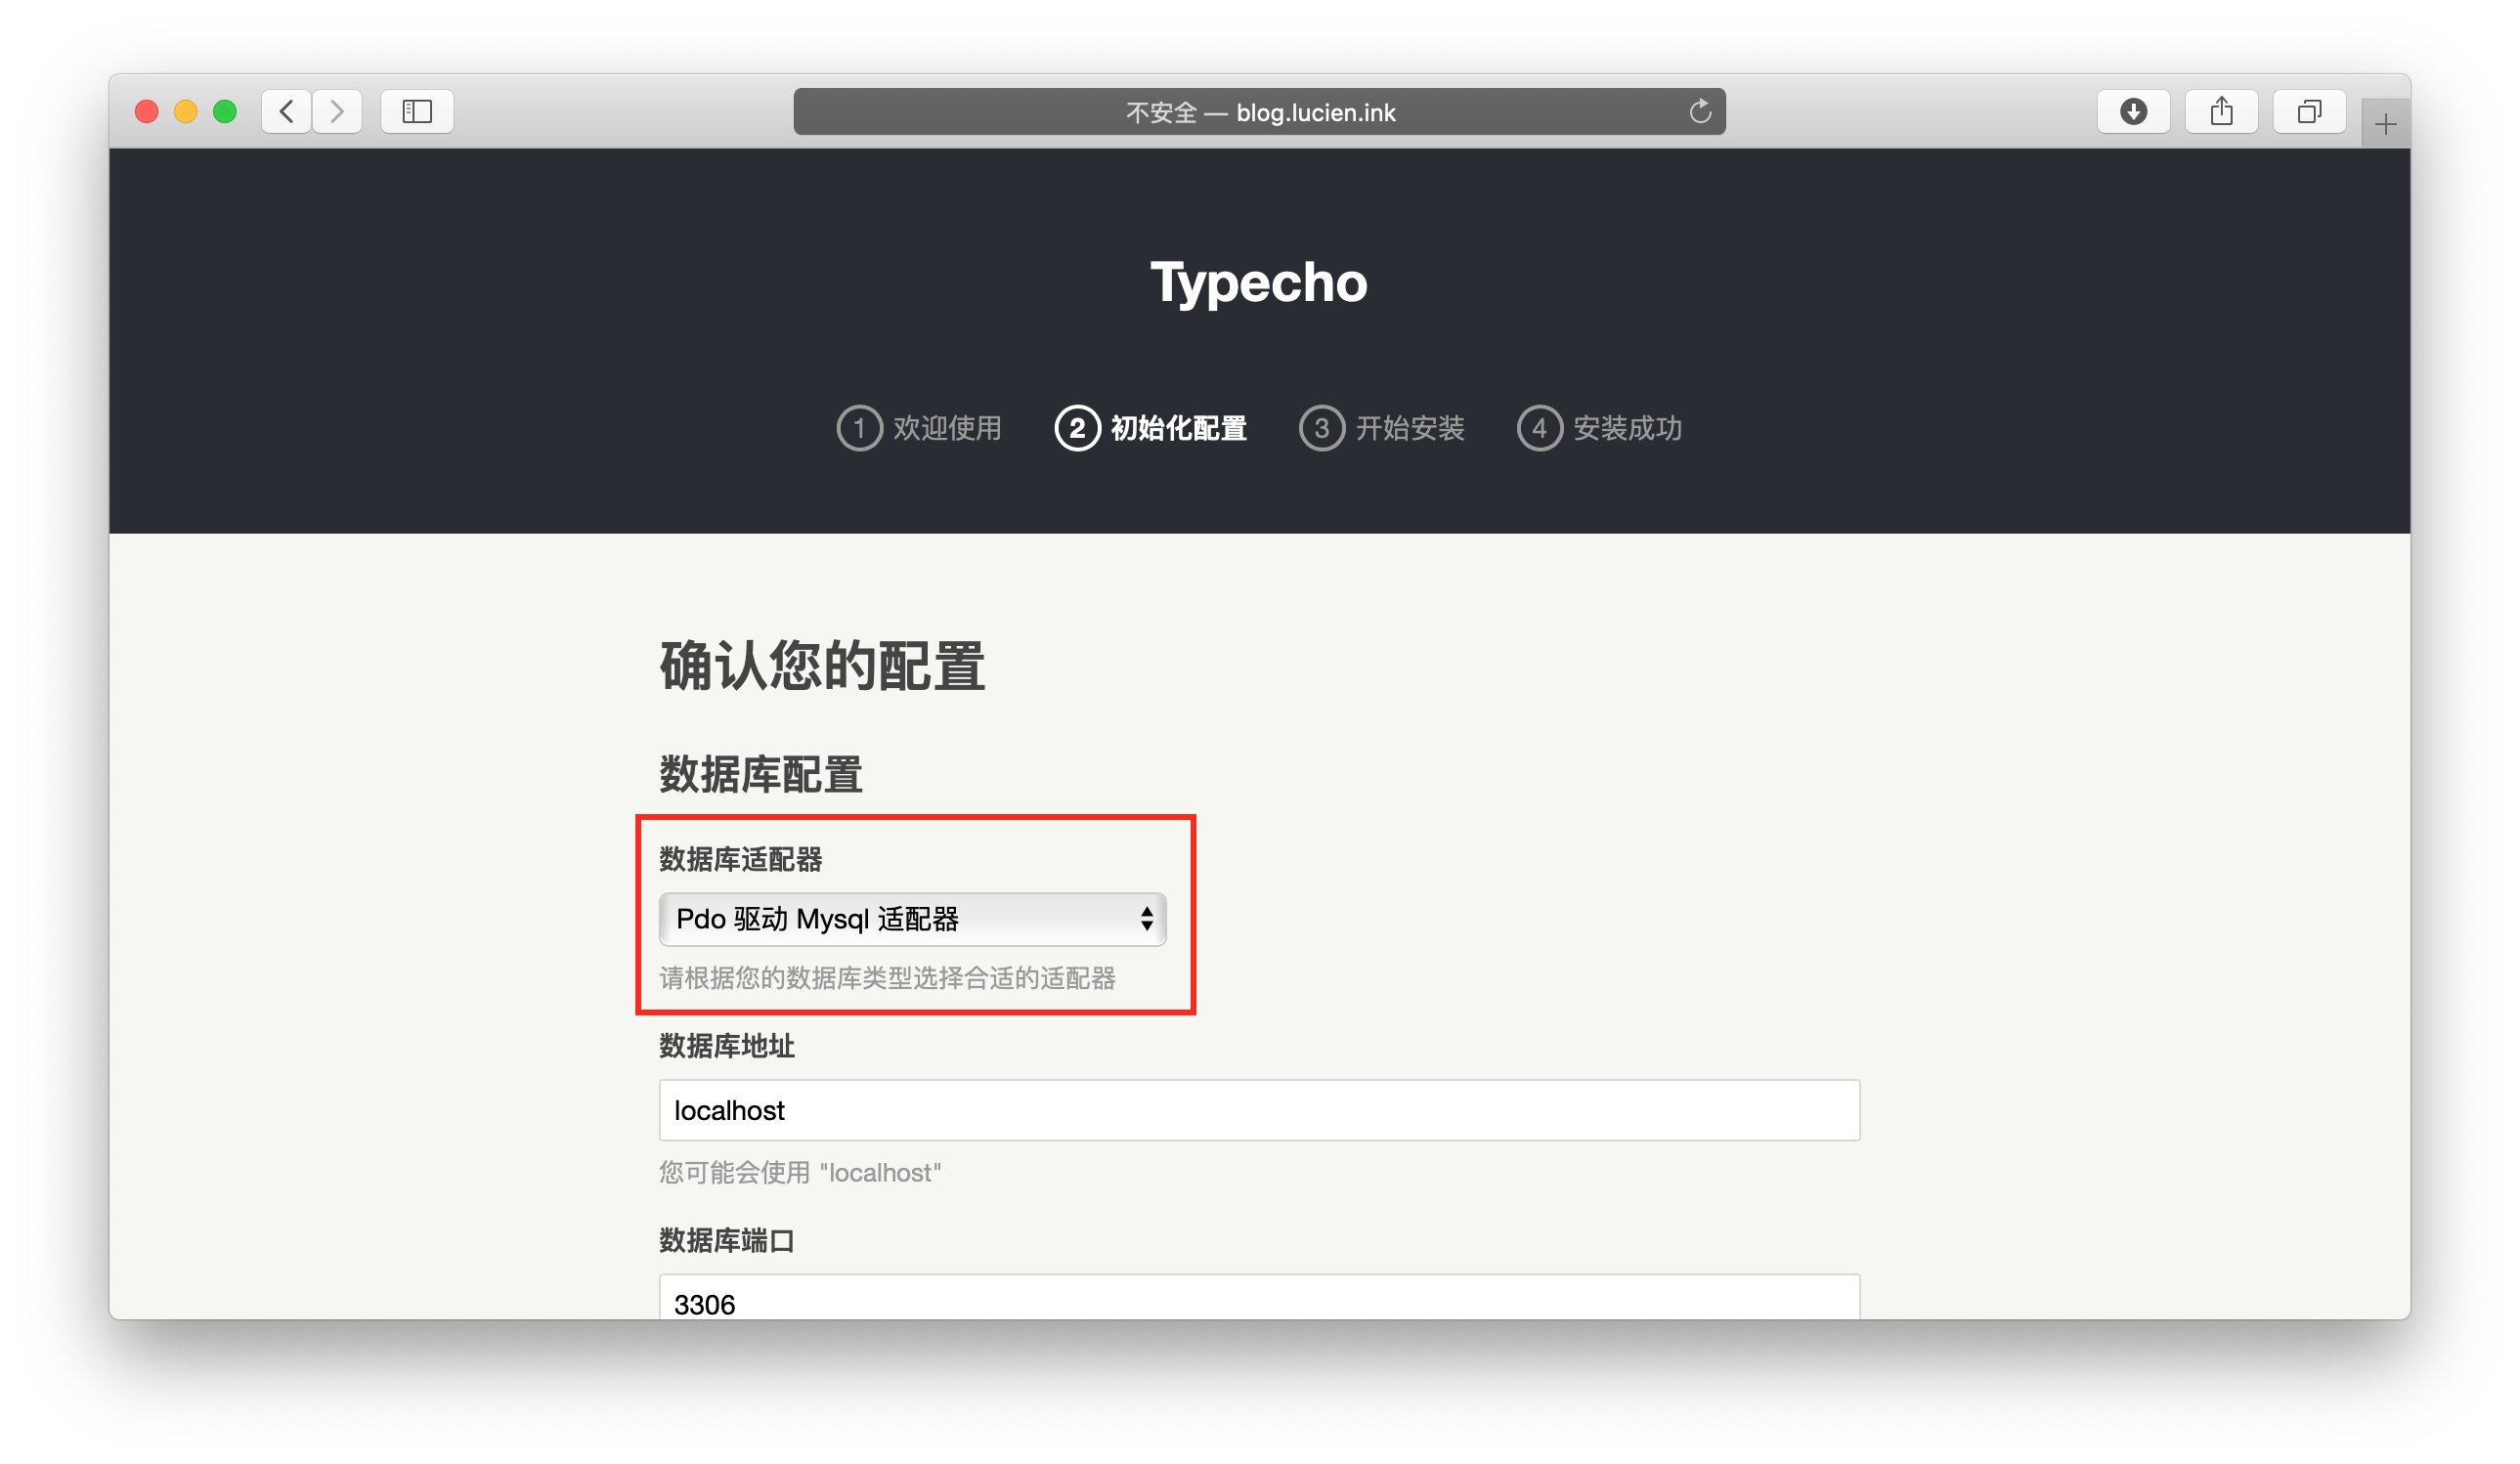 不安全 — blog.lucien.ink
Typecho
1 欢迎使用 2 初始化配置 3 开始安装 4 安装成功
确认您的配置
数据库配置
数据库适配器
Pdo 驱动 Mysql 适配器
请根据您的数据库类型选择合适的适配器
数据库地址
localhost
您可能会使用 "localhost"
数据库端口
3306